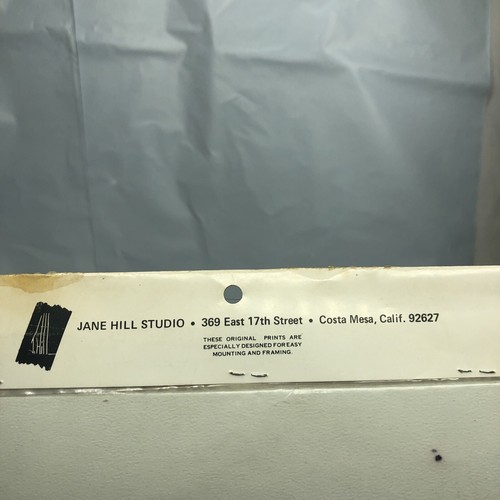 JANE HILL STUDIO • 369 East 17th Street • Costa Mesa, Calif. 92627
THESE ORIGINAL PRINTS ARE
ESPECIALLY DESIGNED FOR EASY
MOUNTING AND FRAMING.